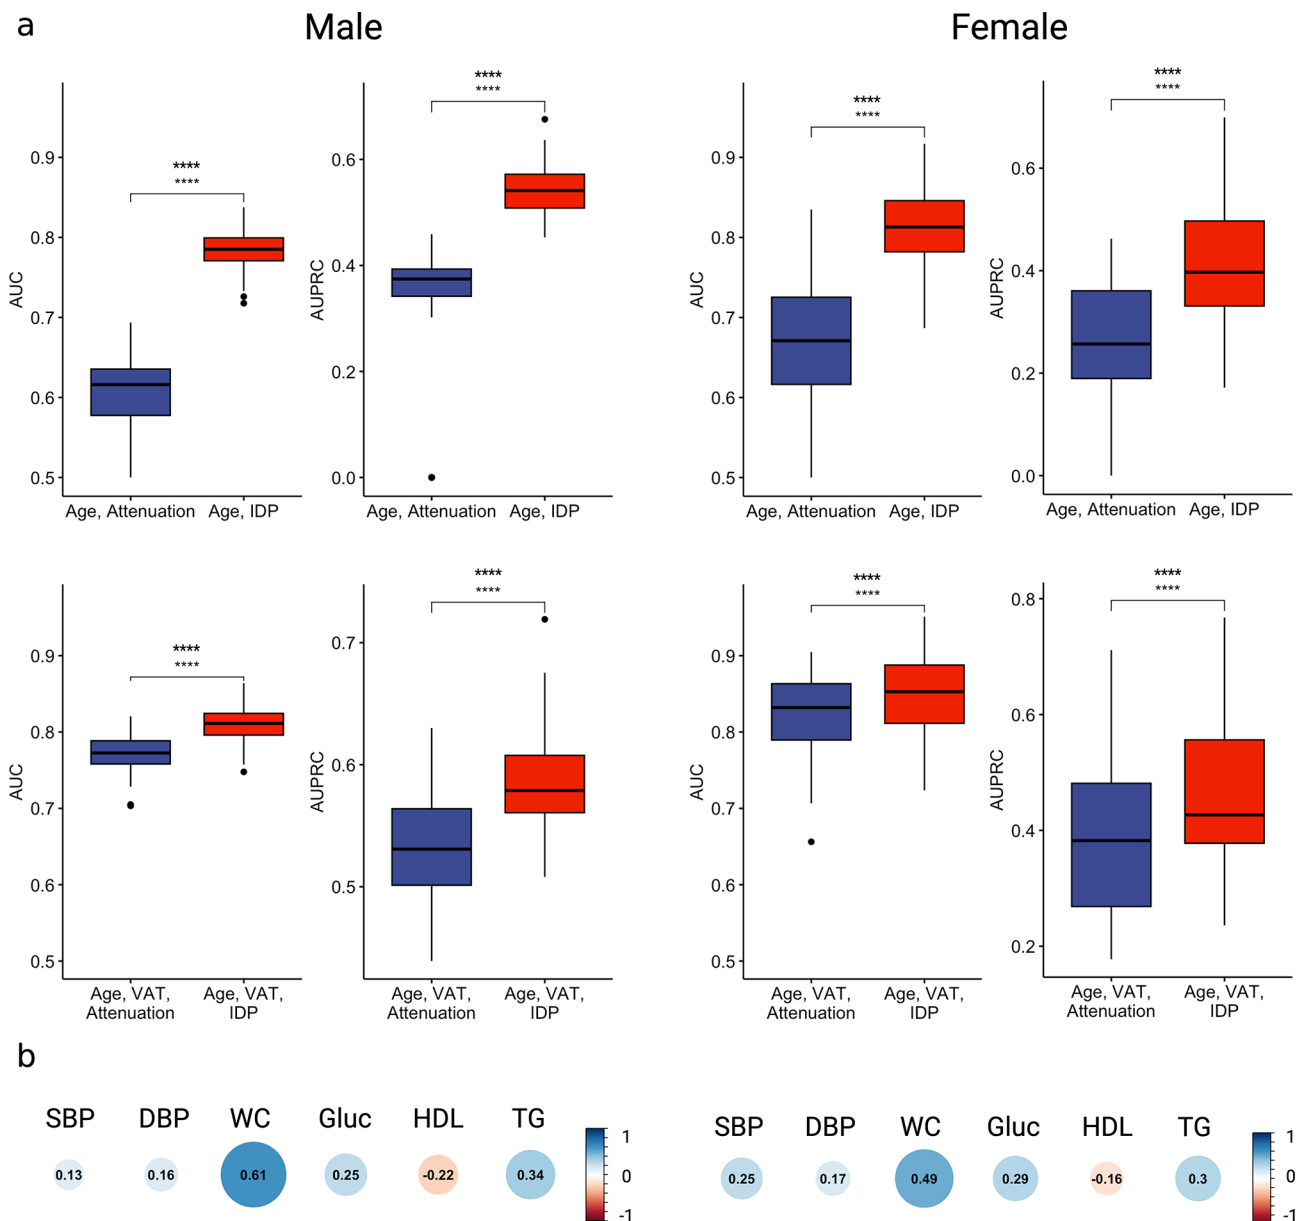 a
Male
Female
****
****
AUC
0.9
0.8
0.7
0.6
0.5
Age, Attenuation
Age, IDP
****
****
AUPRC
0.6
0.4
0.2
0.0
Age, Attenuation
Age, IDP
****
****
AUC
0.9
0.8
0.7
0.6
0.5
Age, Attenuation
Age, IDP
****
****
AUPRC
0.6
0.4
0.2
0.0
Age, Attenuation
Age, IDP
****
****
AUC
0.9
0.8
0.7
0.6
0.5
Age, VAT,
Attenuation
Age, VAT,
IDP
****
****
AUPRC
0.7
0.6
0.5
Age, VAT,
Attenuation
Age, VAT,
IDP
****
****
AUC
0.9
0.8
0.7
0.6
0.5
Age, VAT,
Attenuation
Age, VAT,
IDP
****
****
AUPRC
0.8
0.6
0.4
0.2
Age, VAT,
Attenuation
Age, VAT,
IDP
b
SBP DBP WC Gluc HDL TG
0.13 0.16 0.61 0.25 -0.22 0.34
1
0
-1
SBP DBP WC Gluc HDL TG
0.25 0.17 0.49 0.29 -0.16 0.3
1
0
-1